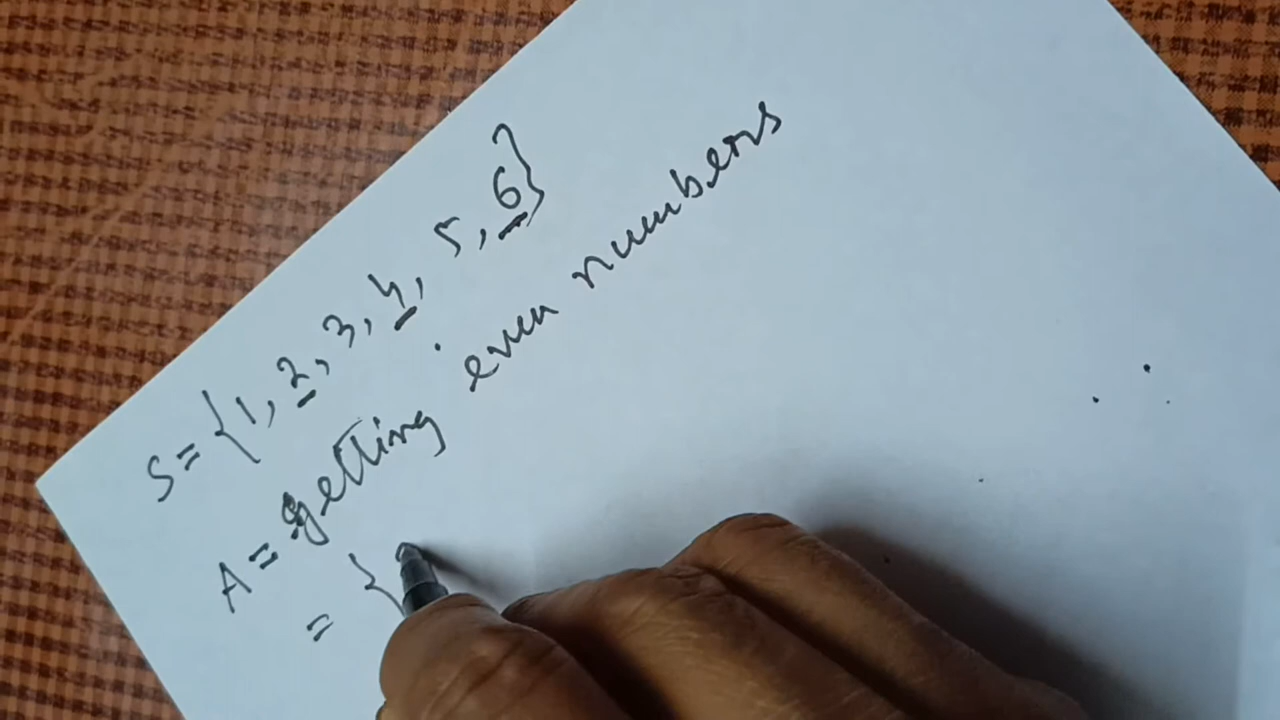 S = {1, 2, 3, 4, 5, 6}
A = getting even numbers
= {